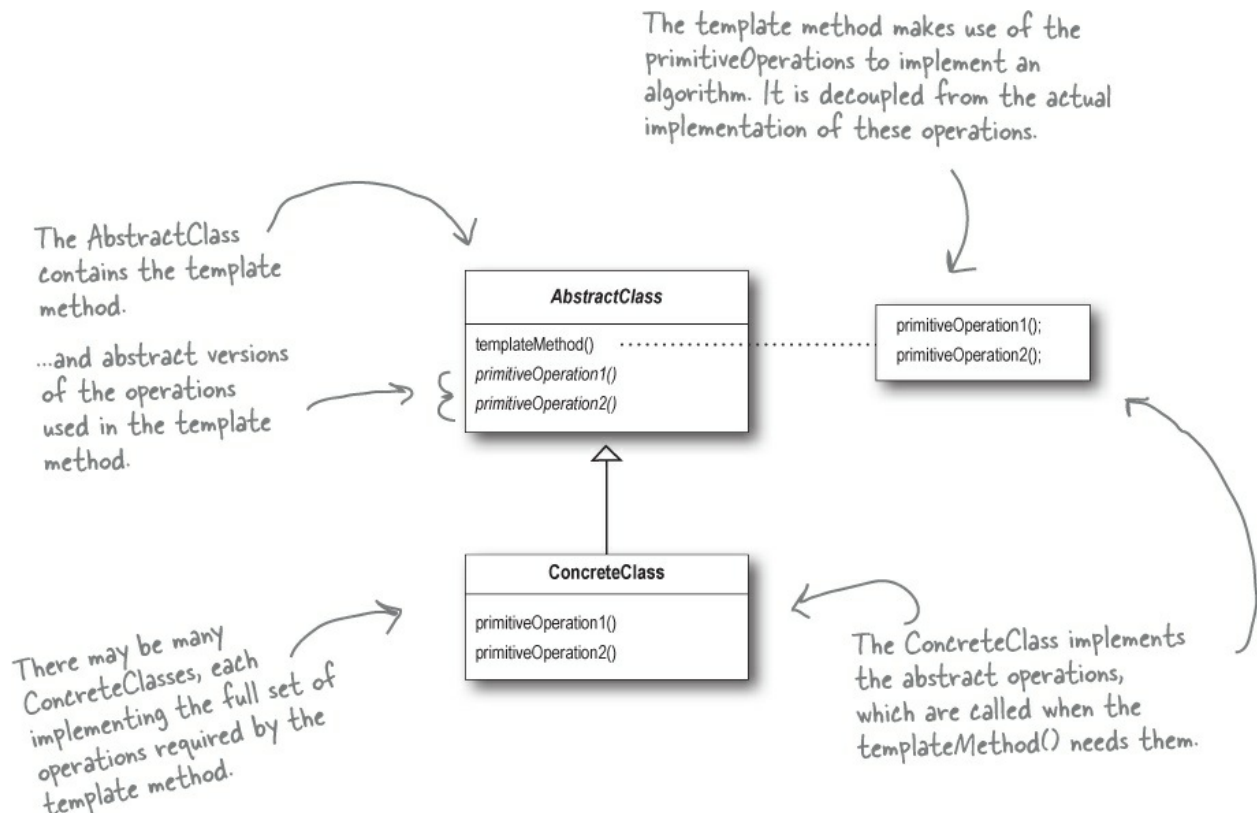 The template method makes use of the
primitiveOperations to implement an
algorithm. It is decoupled from the actual
implementation of these operations.
The AbstractClass
contains the template
method.
...and abstract versions
of the operations
used in the template
method.
AbstractClass
templateMethod()
primitiveOperation1()
primitiveOperation2()
primitiveOperation1();
primitiveOperation2();
ConcreteClass
primitiveOperation1()
primitiveOperation2()
There may be many
ConcreteClasses, each
implementing the full set of
operations required by the
template method.
The ConcreteClass implements
the abstract operations,
which are called when the
templateMethod() needs them.